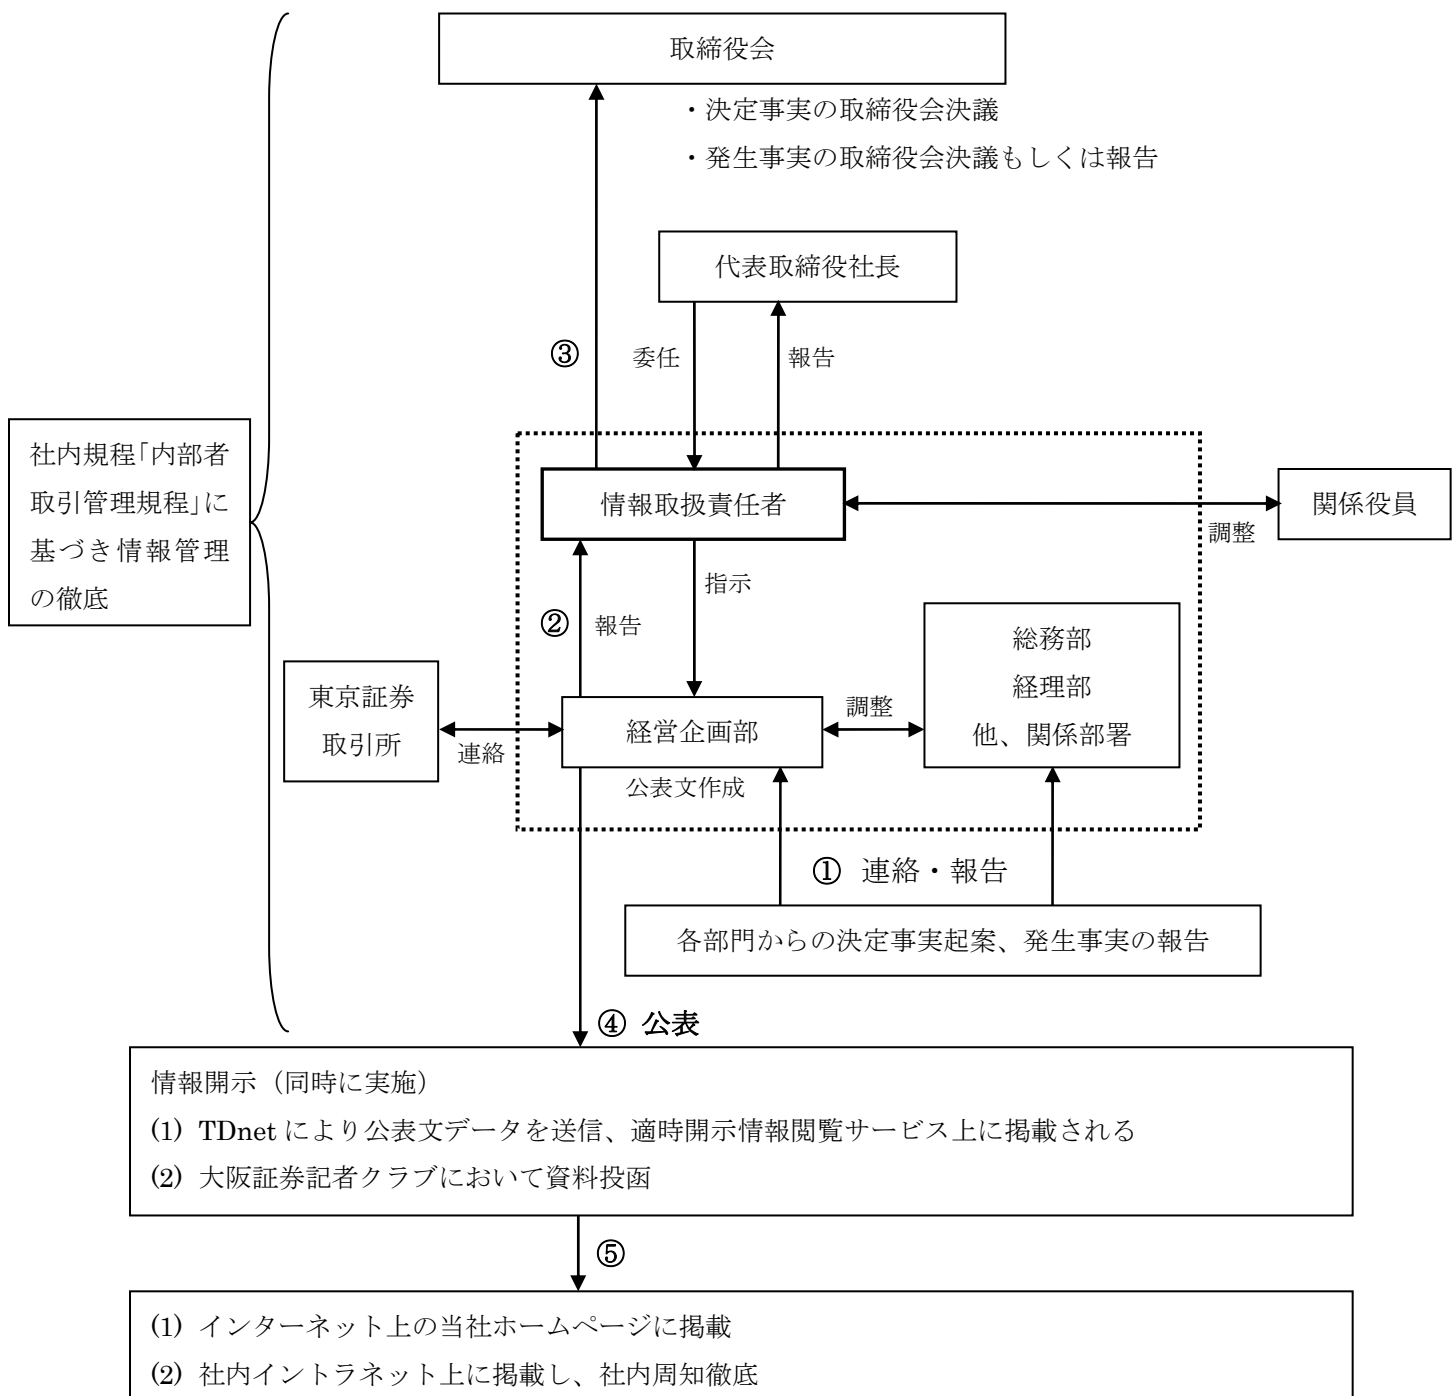 取締役会
・決定事実の取締役会決議
・発生事実の取締役会決議もしくは報告
代表取締役社長
③
委任
報告
社内規程「内部者
取引管理規程」に
基づき情報管理
の徹底
情報取扱責任者
関係役員
調整
指示
② 報告
総務部
経理部
他、関係部署
東京証券
取引所
連絡
経営企画部
調整
公表文作成
① 連絡・報告
各部門からの決定事実起案、発生事実の報告
④ 公表
情報開示（同時に実施）
(1) TDnet により公表文データを送信、適時開示情報閲覧サービス上に掲載される
(2) 大阪証券記者クラブにおいて資料投函
⑤
(1) インターネット上の当社ホームページに掲載
(2) 社内イントラネット上に掲載し、社内周知徹底